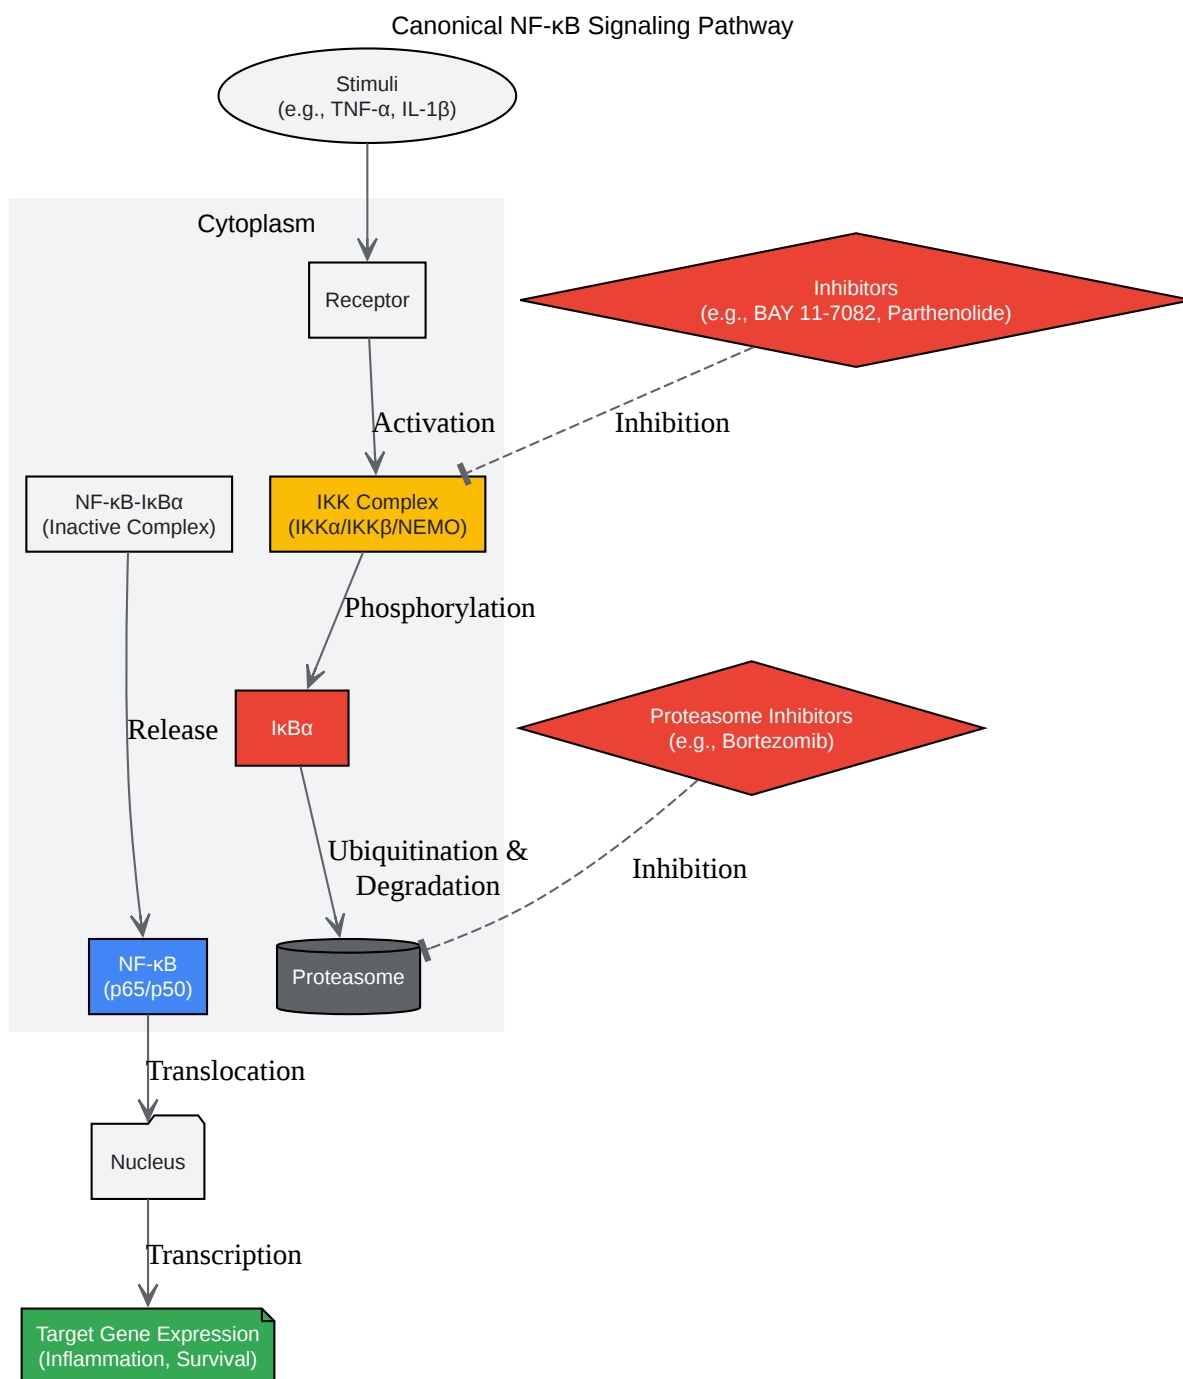 Canonical NF-κB Signaling Pathway
Stimuli
(e.g., TNF-α, IL-1β)
Cytoplasm
Receptor
Inhibitors
(e.g., BAY 11-7082, Parthenolide)
Activation
Inhibition
NF-κB-IκBα
(Inactive Complex)
IKK Complex
(IKKα/IKKβ/NEMO)
Phosphorylation
Release
IκBα
Proteasome Inhibitors
(e.g., Bortezomib)
Ubiquitination &
Degradation
Inhibition
NF-κB
(p65/p50)
Proteasome
Translocation
Nucleus
Transcription
Target Gene Expression
(Inflammation, Survival)